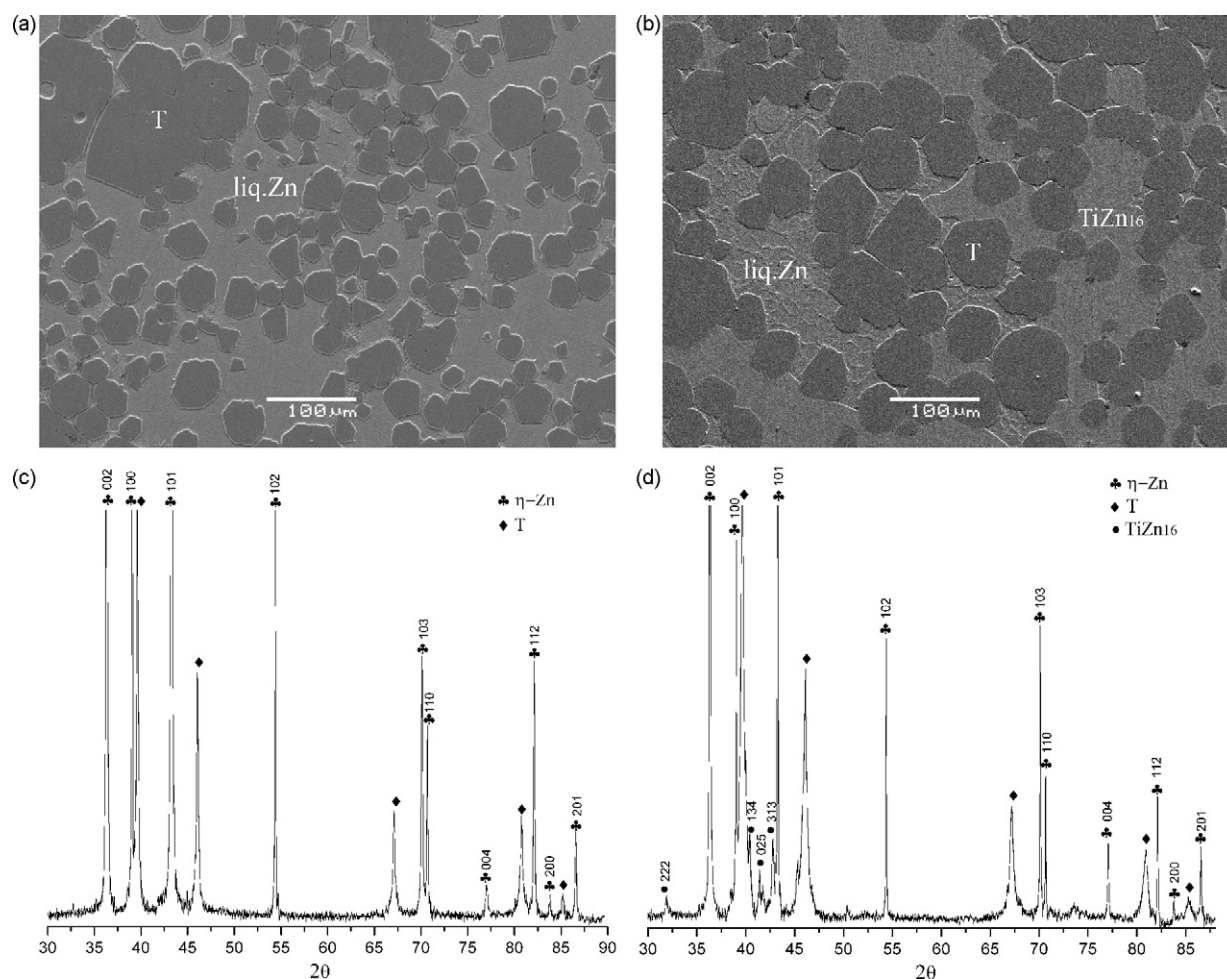 (a)
T
liq.Zn
100μm
(b)
TiZn16
T
liq.Zn
100μm
(c)
002
100
101
102
103
110
004
112
200
201
♣ η-Zn
♦ T
30 35 40 45 50 55 60 65 70 75 80 85 90
2θ
(d)
222
002
100
134
025
313
101
102
103
110
004
112
200
201
♣ η-Zn
♦ T
● TiZn16
30 35 40 45 50 55 60 65 70 75 80 85
2θ